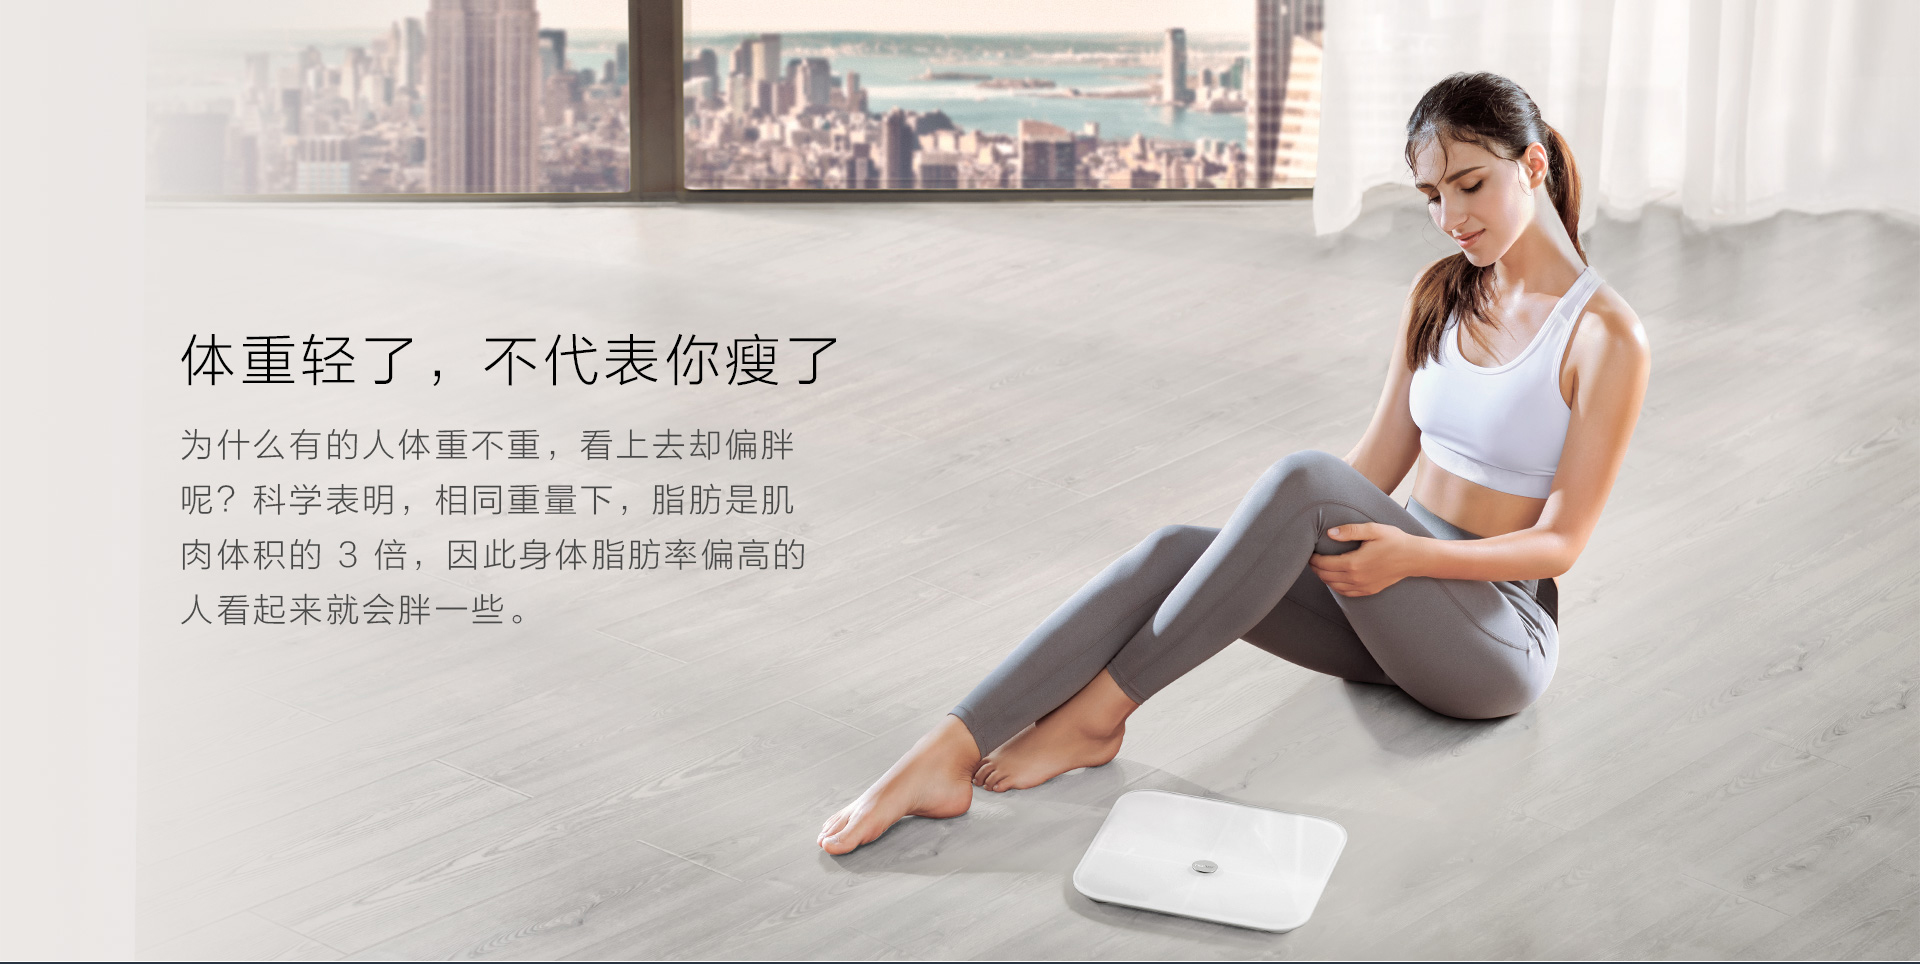 体重轻了，不代表你瘦了
为什么有的人体重不重，看上去却偏胖
呢？科学表明，相同重量下，脂肪是肌
肉体积的 3 倍，因此身体脂肪率偏高的
人看起来就会胖一些。